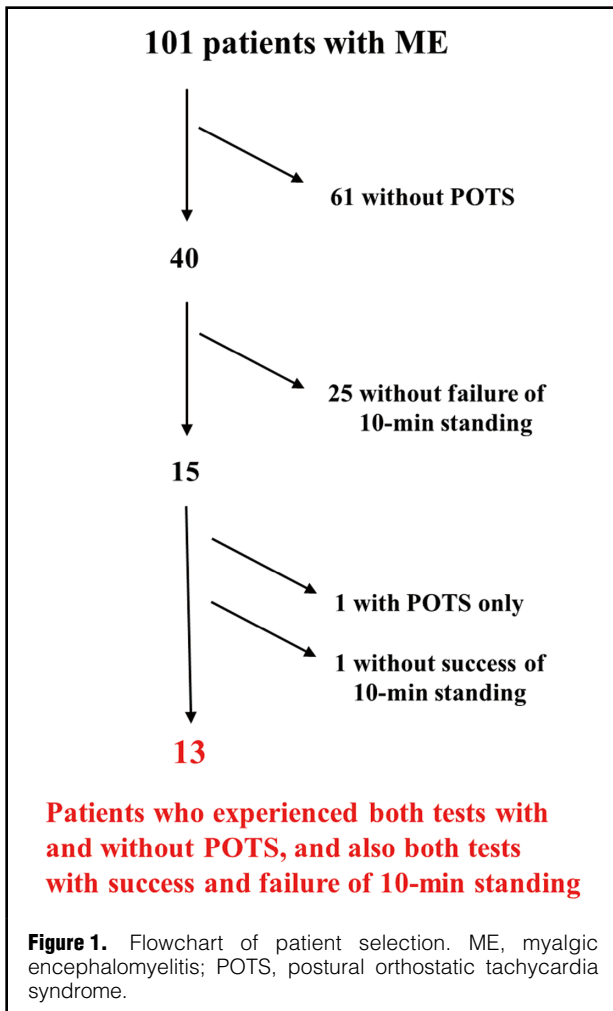 101 patients with ME
61 without POTS
40
25 without failure of
10-min standing
15
1 with POTS only
1 without success of
10-min standing
13
Patients who experienced both tests with
and without POTS, and also both tests
with success and failure of 10-min standing
Figure 1. Flowchart of patient selection. ME, myalgic
encephalomyelitis; POTS, postural orthostatic tachycardia
syndrome.